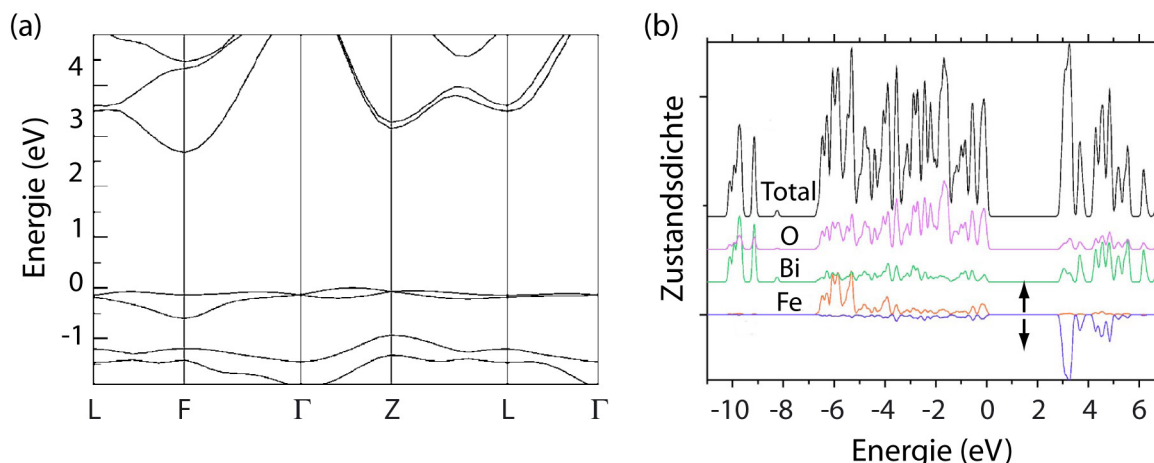 (a)
Energie (eV)
4
3
2
1
0
-1
L F Γ Z L Γ
(b)
Zustandsdichte
Total
O
Bi
Fe
-10 -8 -6 -4 -2 0 2 4 6
Energie (eV)